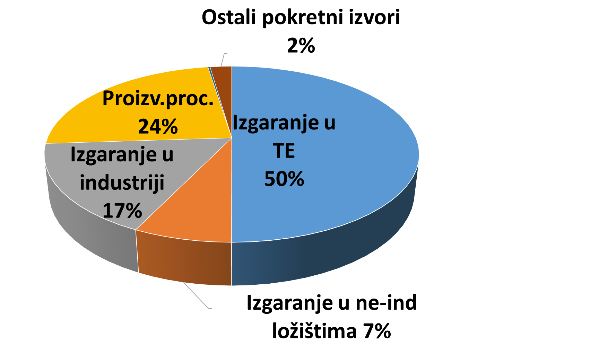 Ostali pokretni izvori
2%
Proizv.proc.
24%
Izgaranje u
TE
50%
Izgaranje u
industriji
17%
Izgaranje u ne-ind
ložištima 7%